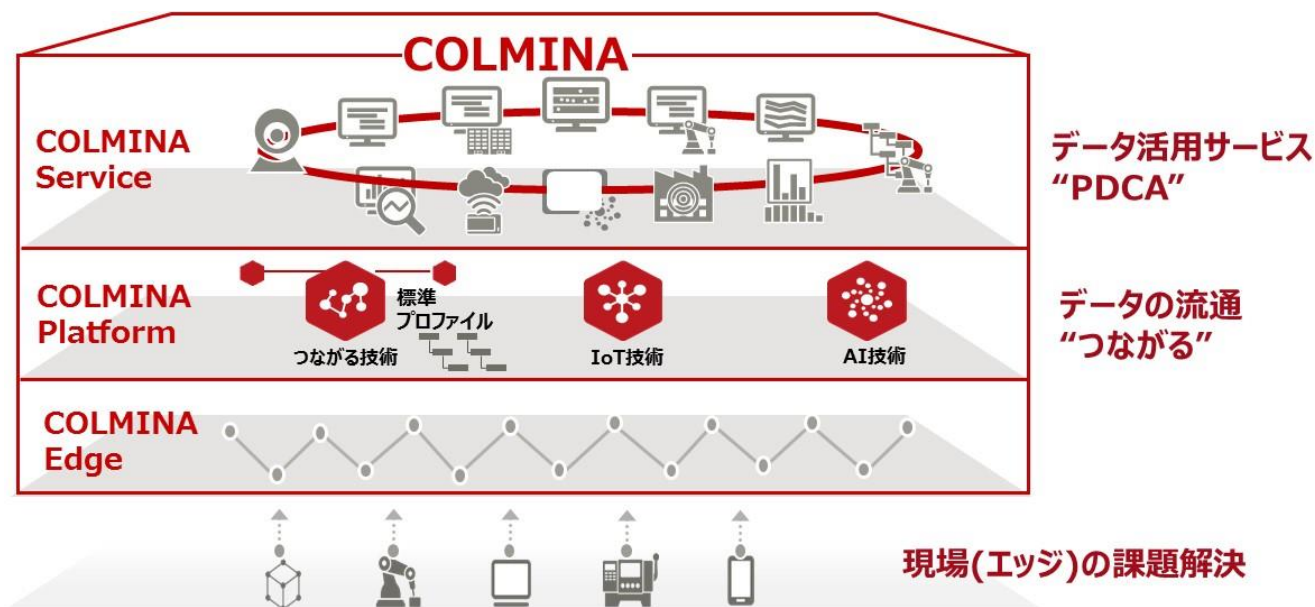 COLMINA
COLMINA
Service
データ活用サービス
“PDCA”
COLMINA
Platform
標準
プロファイル
つながる技術
IoT技術
AI技術
データの流通
“つながる”
COLMINA
Edge
現場(エッジ)の課題解決